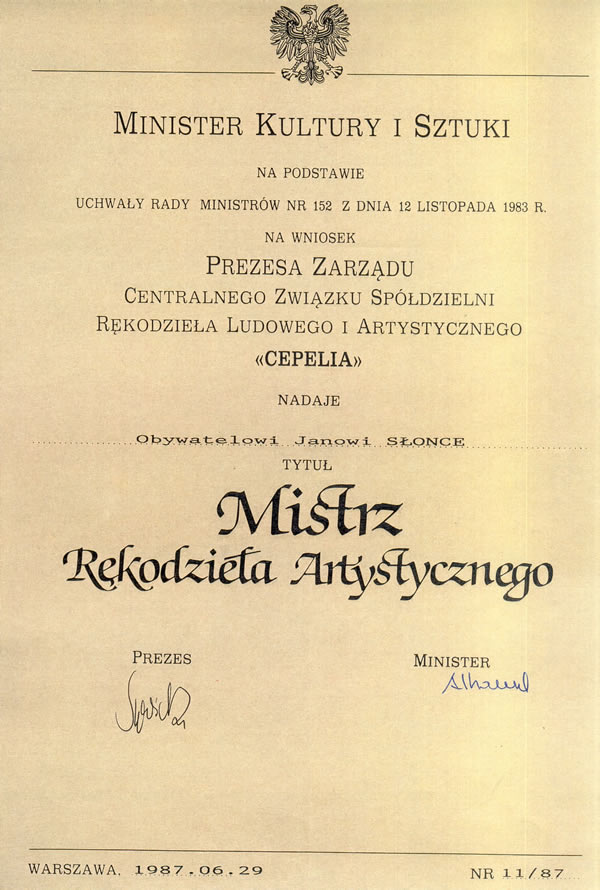 MINISTER KULTURY I SZTUKI
NA PODSTAWIE
UCHWAŁY RADY MINISTRÓW NR 152 Z DNIA 12 LISTOPADA 1983 R.
NA WNIOSEK
PREZESA ZARZĄDU
CENTRALNEGO ZWIĄZKU SPÓŁDZIELNI
RĘKODZIEŁA LUDOWEGO I ARTYSTYCZNEGO
«CEPELIA»
NADAJE
Obywatelowi Janowi SŁONCE
TYTUŁ
Mistrz
Rękodzieła Artystycznego
PREZES MINISTER
WARSZAWA, 1987.06.29 NR 11/87